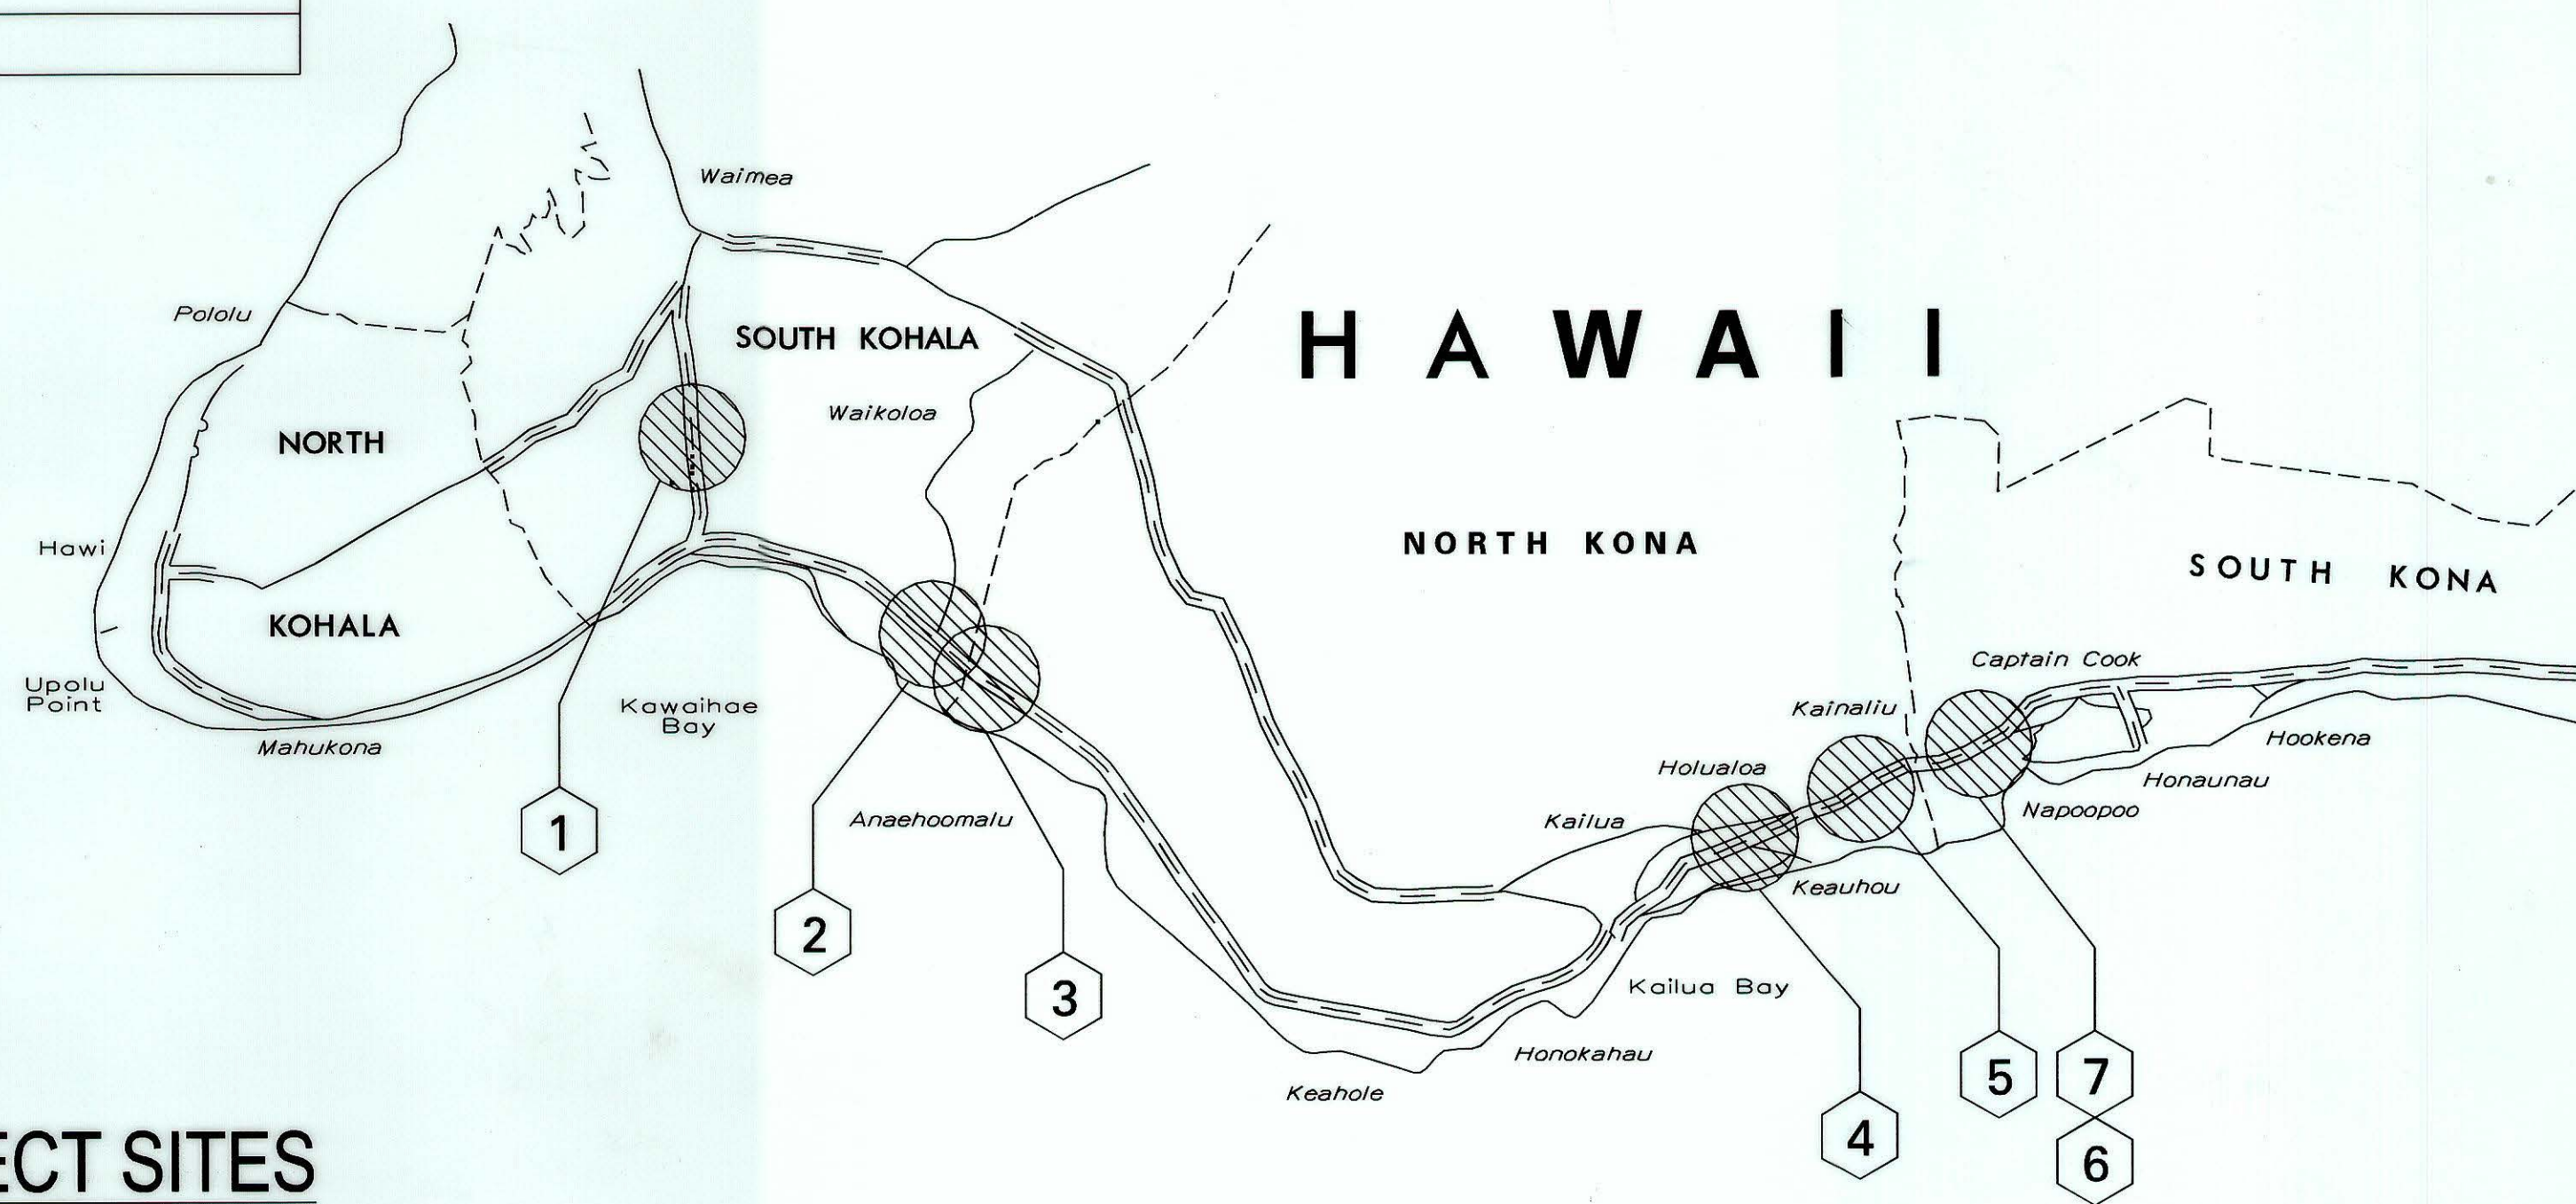 Waimea
Pololu
SOUTH KOHALA
HAWAII
NORTH
Waikoloa
Hawi
NORTH KONA
SOUTH KONA
KOHALA
Captain Cook
Upolu
Point
Kawaihae
Bay
Kainaliu
Mahukona
Hookena
Holualoa
Honaunau
Anaehoomalu
Kailua
Napoopoo
1
Keauhou
2
3
Kailua Bay
Honokahau
5
7
Keahole
4
6
ECT SITES